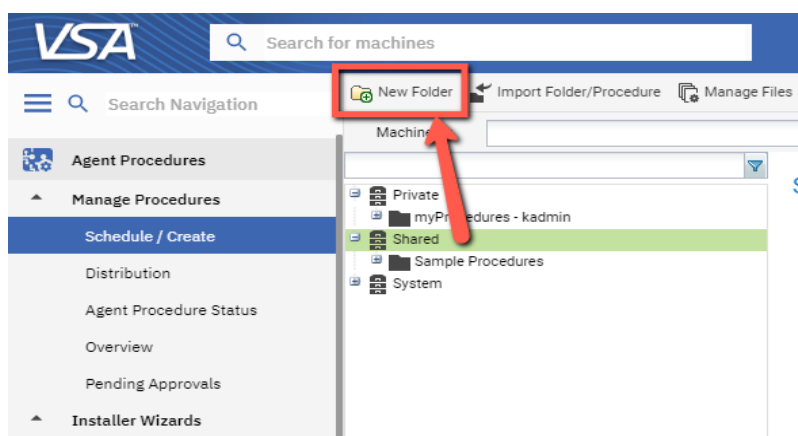 VSA
Search for machines
Search Navigation
New Folder
Import Folder/Procedure
Manage Files
Machine
Agent Procedures
Manage Procedures
Schedule / Create
Distribution
Agent Procedure Status
Overview
Pending Approvals
Installer Wizards
Private
myProcedures - kadmin
Shared
Sample Procedures
System